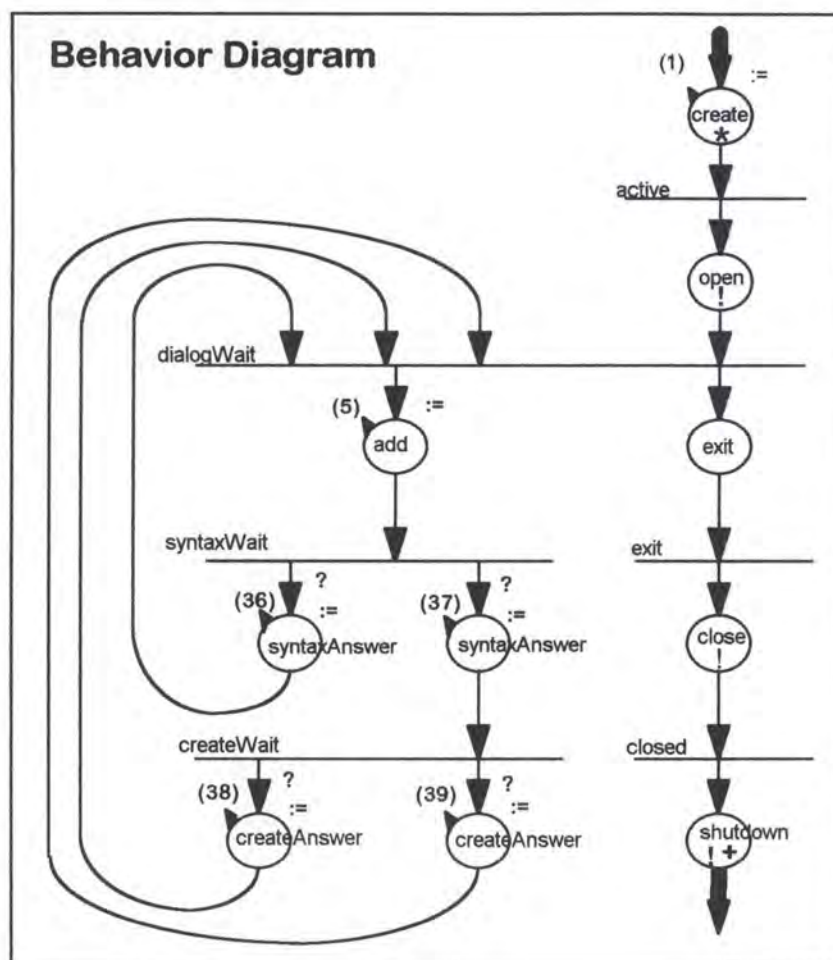 Behavior Diagram
(1)
:=
create
*
active
open
!
dialogWait
(5)
:=
add
exit
syntaxWait
exit
?
?
(36)
:=
(37)
:=
syntaxAnswer
syntaxAnswer
close
!
createWait
closed
?
?
(38)
:=
(39)
:=
createAnswer
createAnswer
shutdown
! +